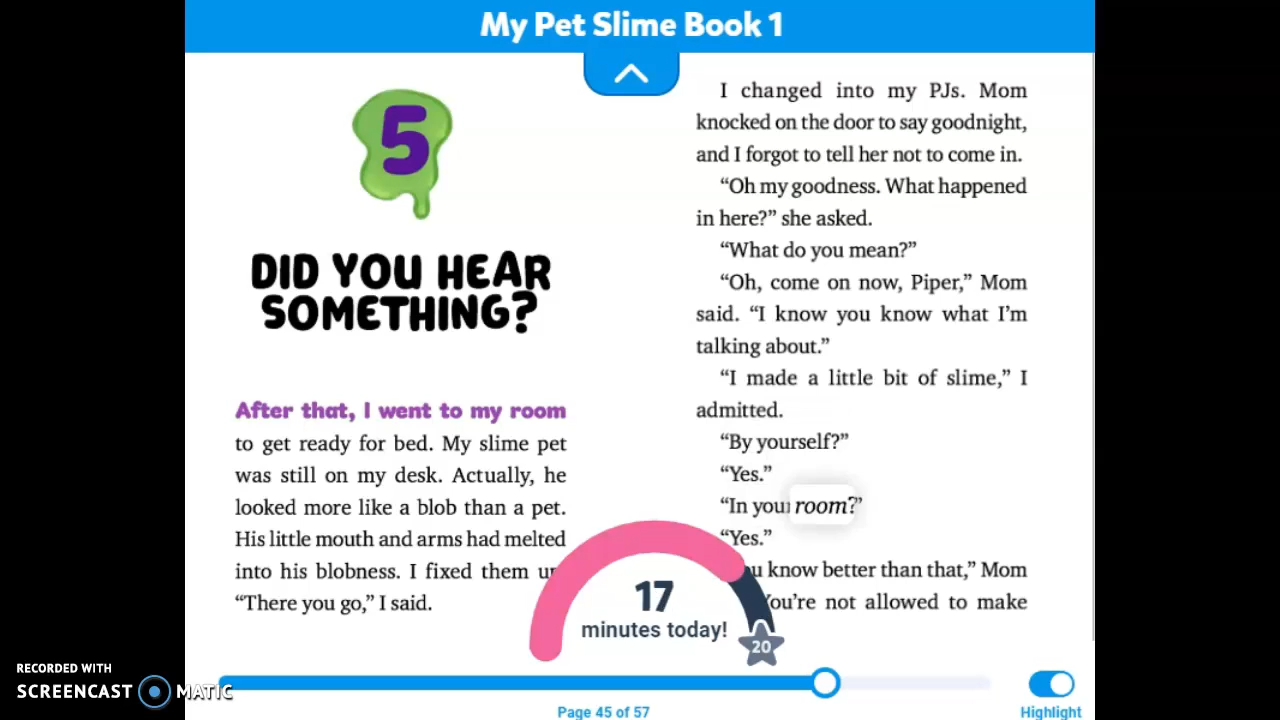 My Pet Slime Book 1
5
DID YOU HEAR
SOMETHING?
After that, I went to my room
to get ready for bed. My slime pet
was still on my desk. Actually, he
looked more like a blob than a pet.
His little mouth and arms had melted
into his blobness. I fixed them
“There you go,” I said.
I changed into my PJs. Mom
knocked on the door to say goodnight,
and I forgot to tell her not to come in.
“Oh my goodness. What happened
in here?” she asked.
“What do you mean?”
“Oh, come on now, Piper,” Mom
said. “I know you know what I’m
talking about.”
“I made a little bit of slime,” I
admitted.
“By yourself?”
“Yes.”
“In your room?”
“Yes.”
know better than that,” Mom
You’re not allowed to make
17
minutes today!
20
Page 45 of 57
Highlight
RECORDED WITH
SCREENCAST MATIC